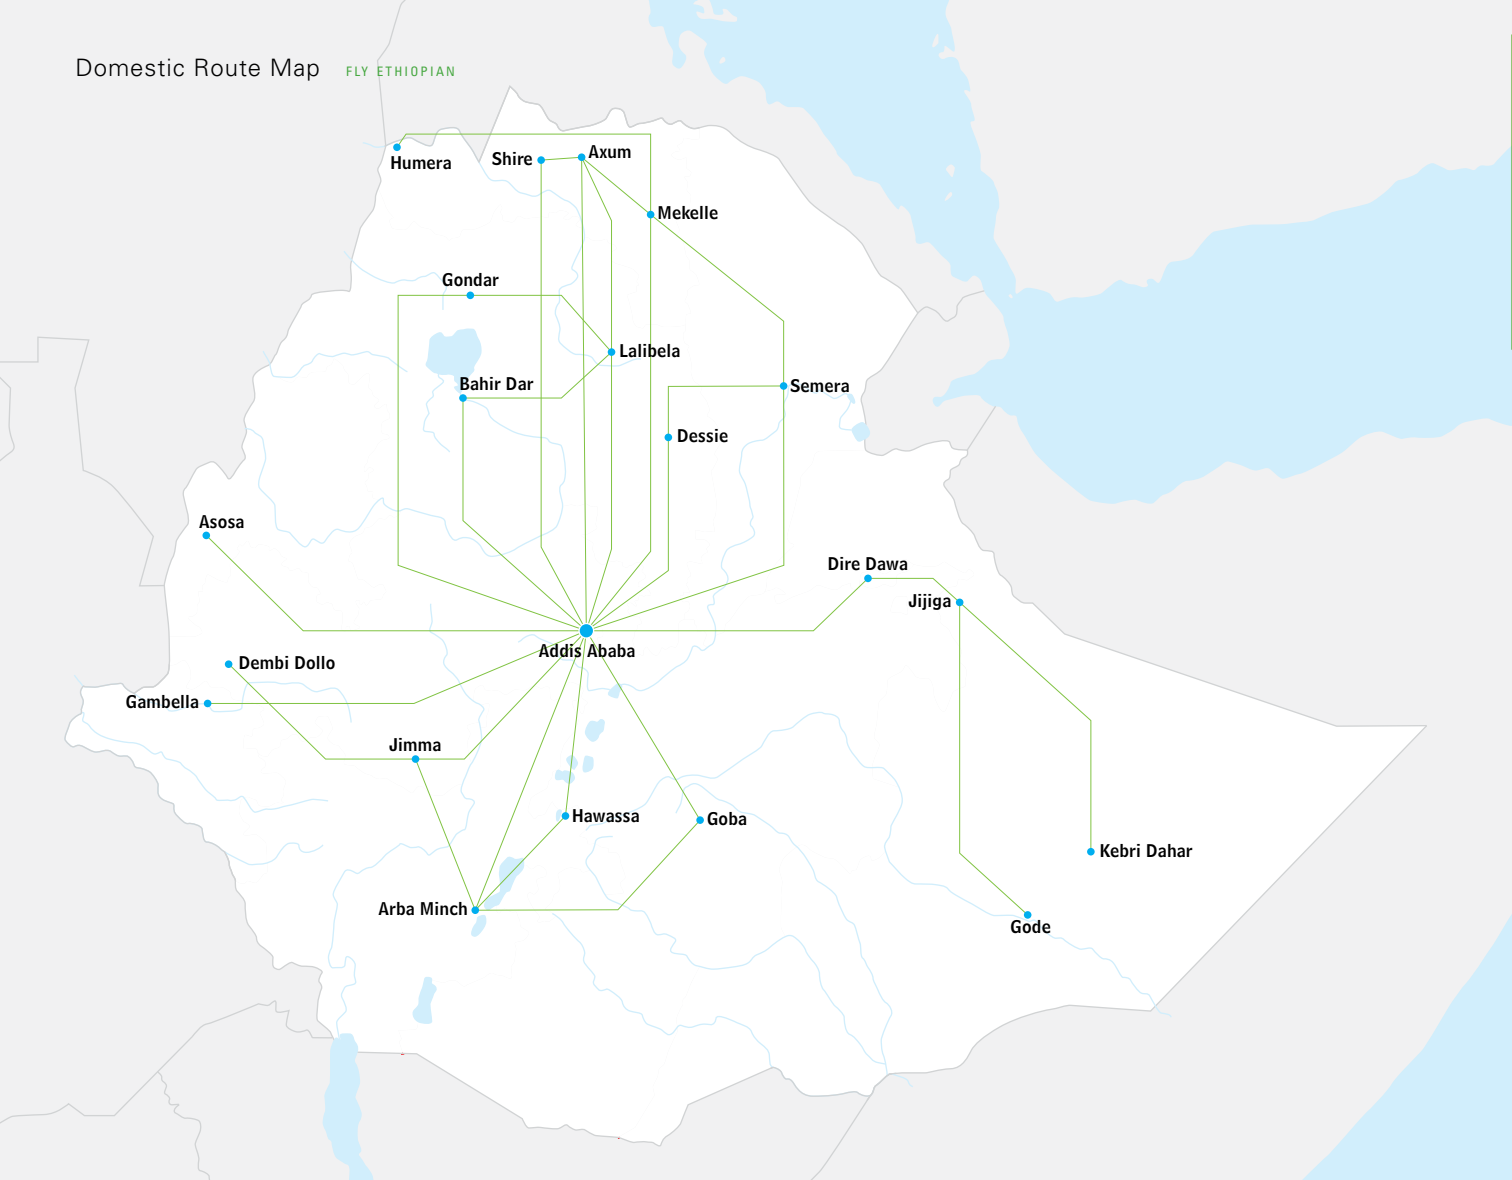 Domestic Route Map FLY ETHIOPIAN
Humera
Shire
Axum
Mekelle
Gondar
Lalibela
Bahir Dar
Semera
Dessie
Asosa
Dire Dawa
Jijiga
Addis Ababa
Dembi Dollo
Gambella
Jimma
Hawassa
Goba
Kebri Dahar
Arba Minch
Gode